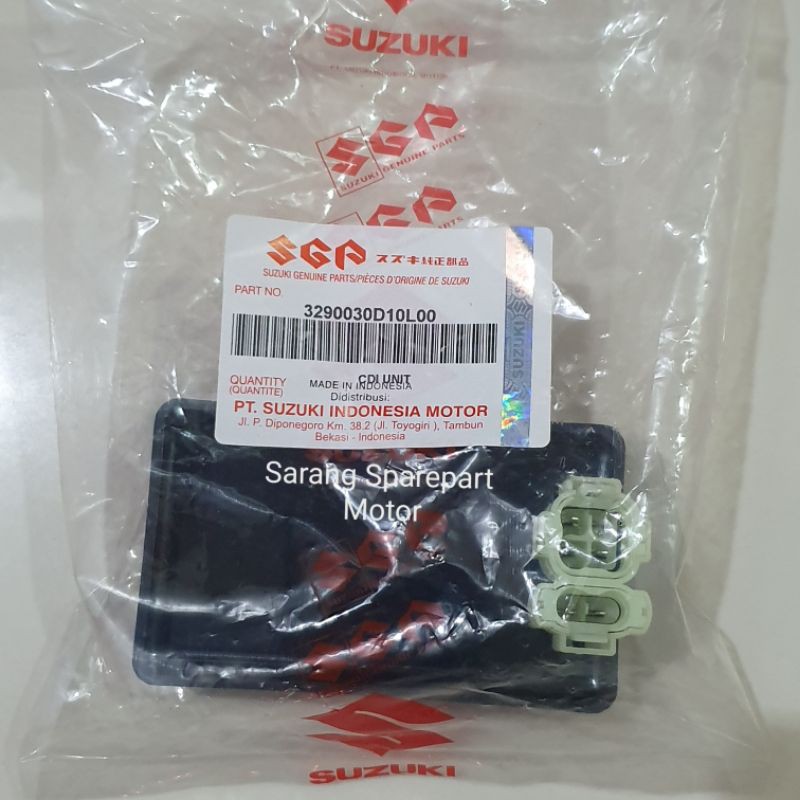 SUZUKI
SGP
SUZUKI GENUINE PARTS
SGP スズキ純正部品
SUZUKI GENUINE PARTS/PIÈCES D'ORIGINE DE SUZUKI
PART NO.
3290030D10L00
CDI UNIT
QUANTITY
(QUANTITE)
MADE IN INDONESIA
Didistribusi:
PT. SUZUKI INDONESIA MOTOR
Jl. P. Diponegoro Km. 38.2 (Jl. Toyogiri ), Tambun
Bekasi - Indonesia
SUZUKI
Sarang Sparepart
Motor
SUZUKI